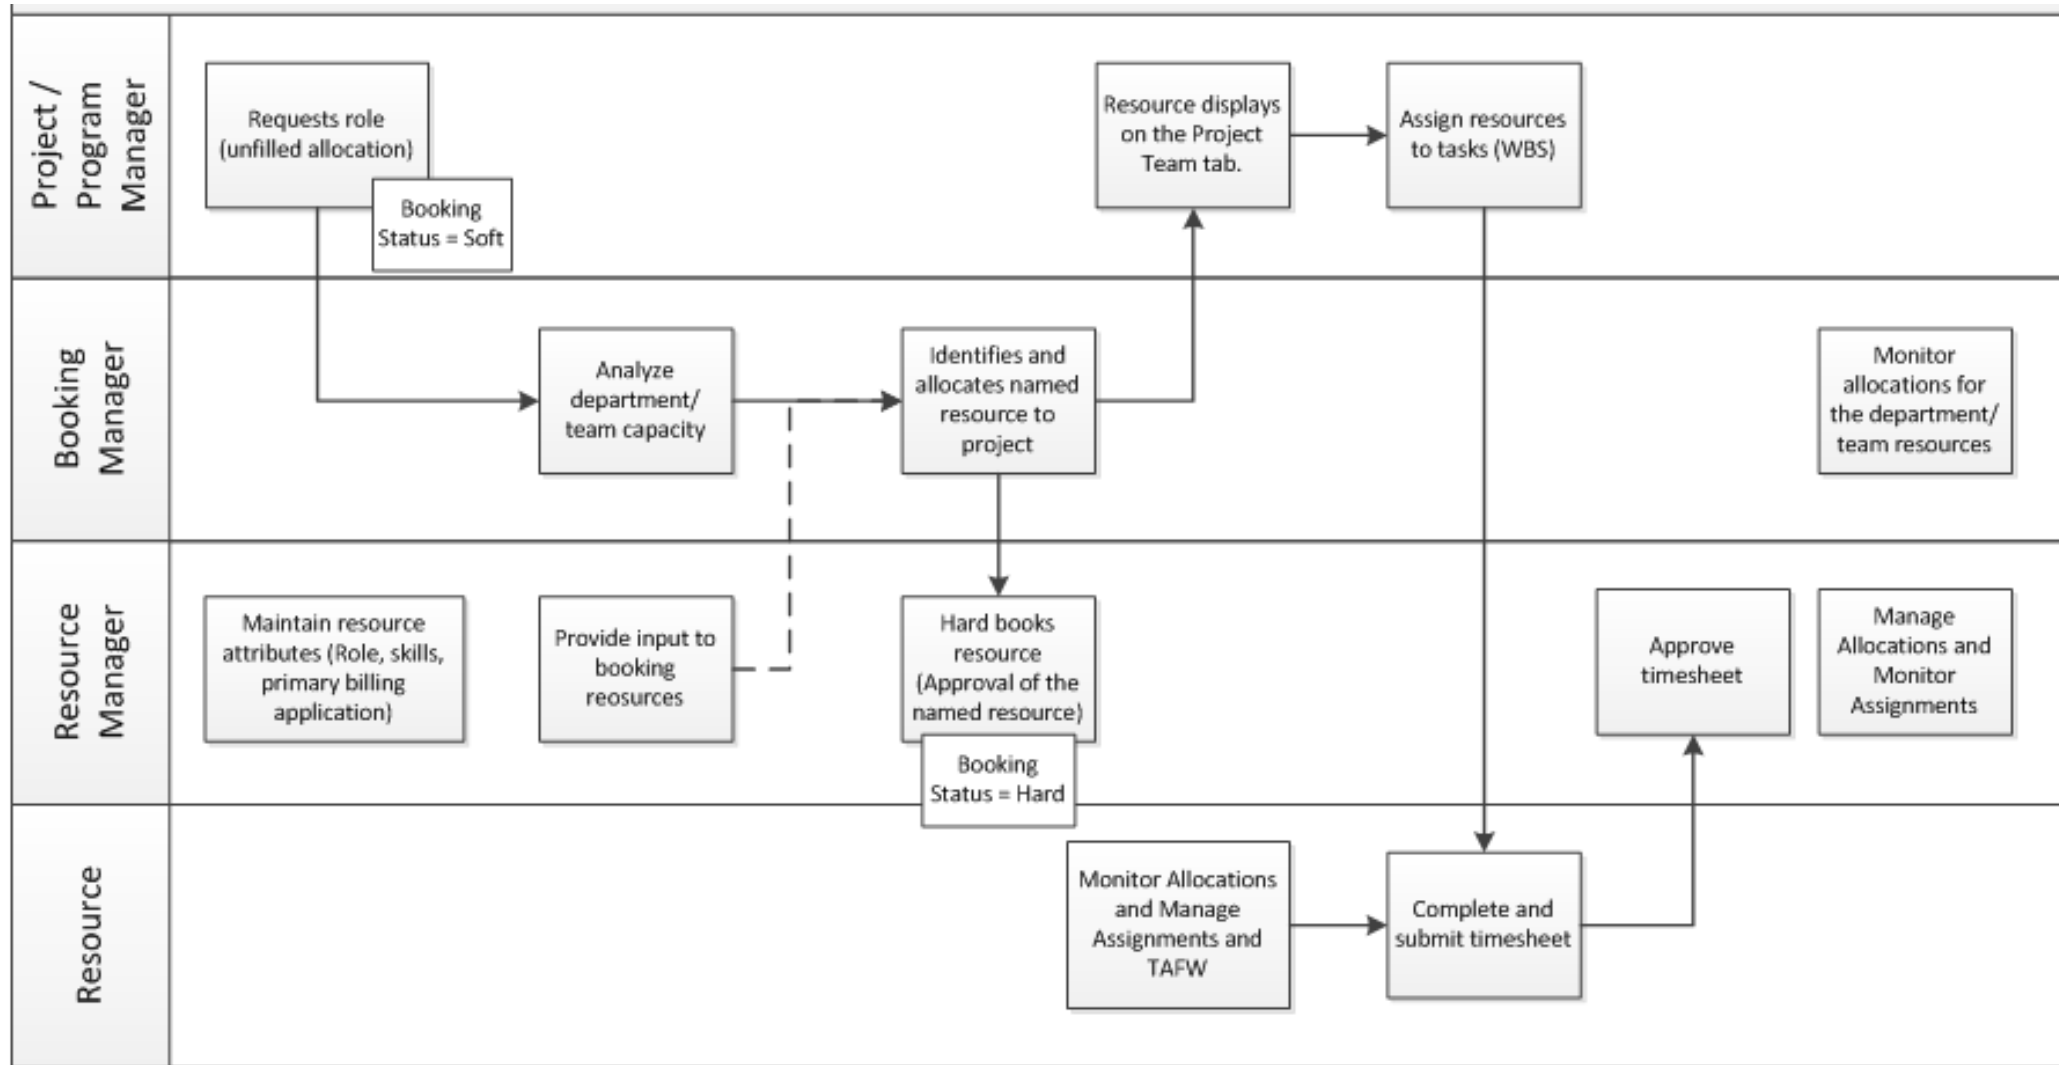 Project /
Program
Manager
Requests role
(unfilled allocation)
Booking
Status = Soft
Resource displays
on the Project
Team tab.
Assign resources
to tasks (WBS)
Booking
Manager
Analyze
department/
team capacity
Identifies and
allocates named
resource to
project
Monitor
allocations for
the department/
team resources
Resource
Manager
Maintain resource
attributes (Role, skills,
primary billing
application)
Provide input to
booking
reosurces
Hard books
resource
(Approval of the
named resource)
Booking
Status = Hard
Approve
timesheet
Manage
Allocations and
Monitor
Assignments
Resource
Monitor Allocations
and Manage
Assignments and
TAFW
Complete and
submit timesheet